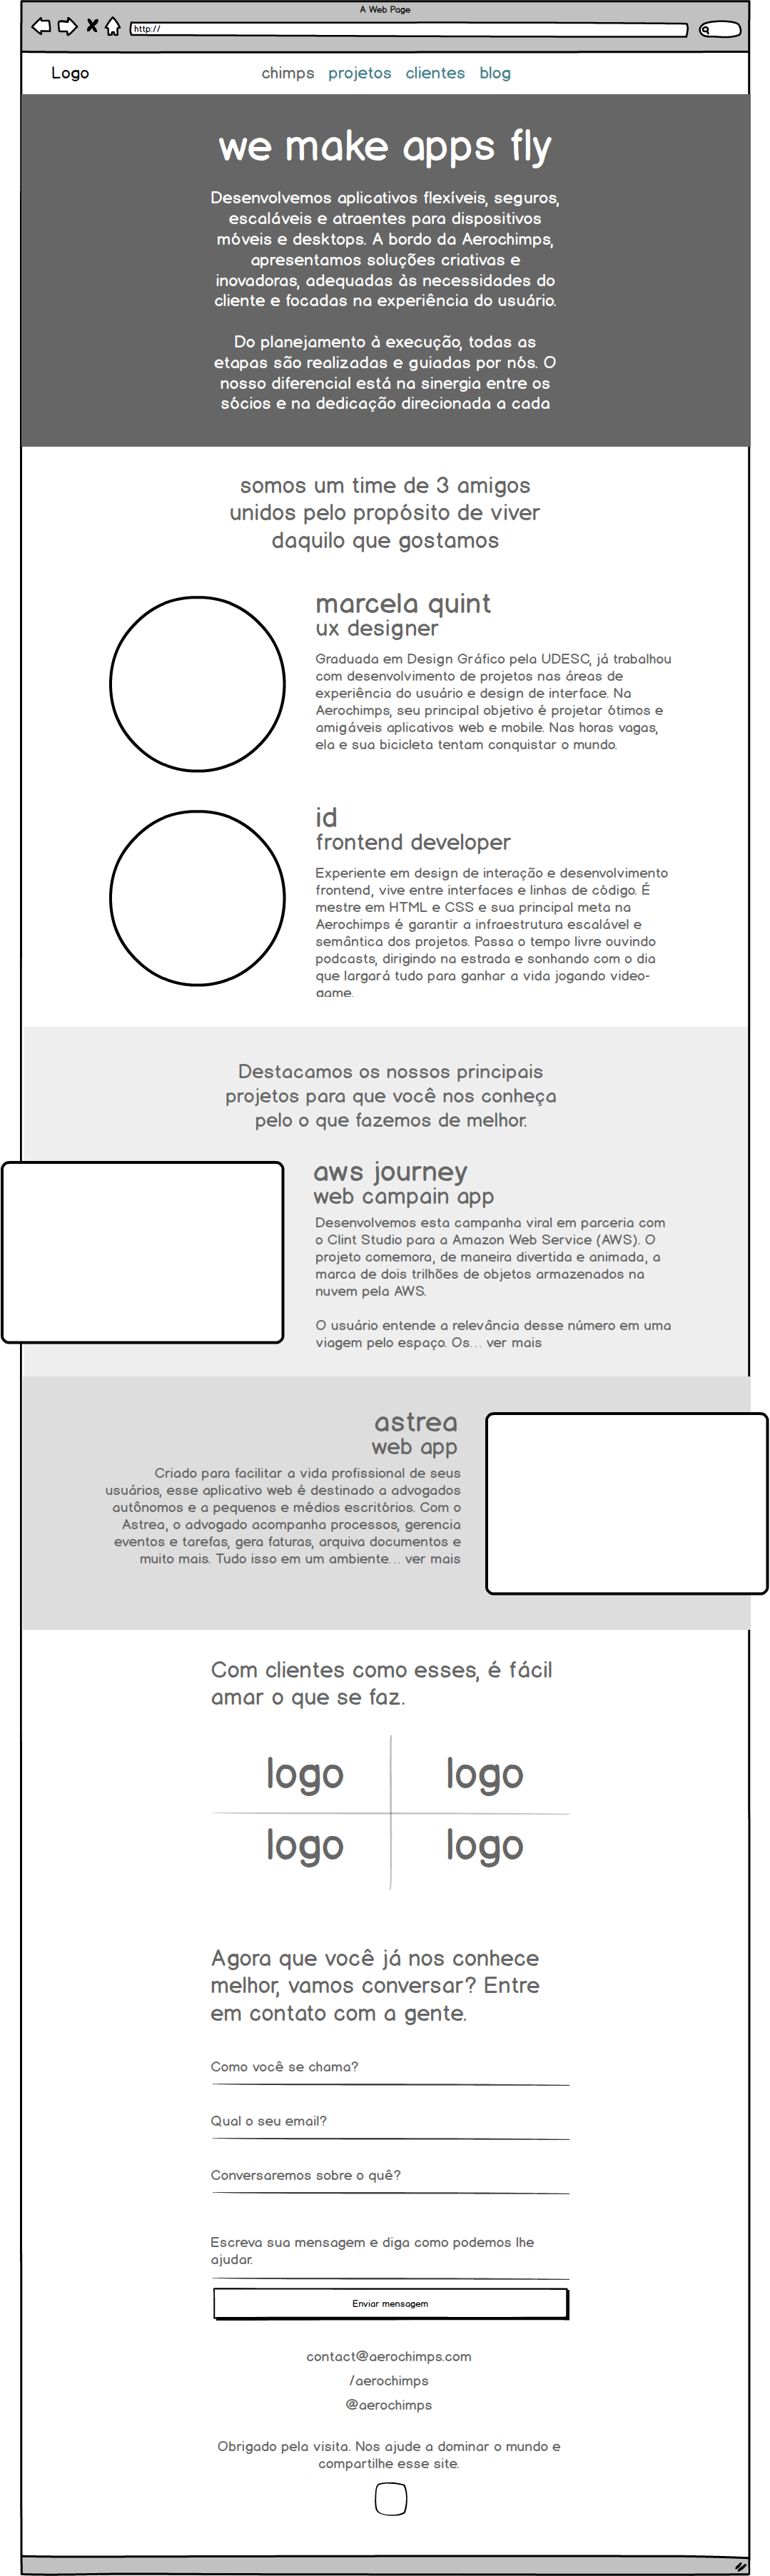 A Web Page
http://
Logo
chimps projetos clientes blog
we make apps fly
Desenvolvemos aplicativos flexíveis, seguros,
escaláveis e atraentes para dispositivos
móveis e desktops. A bordo da Aerochimps,
apresentamos soluções criativas e
inovadoras, adequadas às necessidades do
cliente e focadas na experiência do usuário.
Do planejamento à execução, todas as
etapas são realizadas e guiadas por nós. O
nosso diferencial está na sinergia entre os
sócios e na dedicação direcionada a cada
somos um time de 3 amigos
unidos pelo propósito de viver
daquilo que gostamos
marcela quint
ux designer
Graduada em Design Gráfico pela UDESC, já trabalhou
com desenvolvimento de projetos nas áreas de
experiência do usuário e design de interface. Na
Aerochimps, seu principal objetivo é projetar ótimos e
amigáveis aplicativos web e mobile. Nas horas vagas,
ela e sua bicicleta tentam conquistar o mundo.
id
frontend developer
Experiente em design de interação e desenvolvimento
frontend, vive entre interfaces e linhas de código. É
mestre em HTML e CSS e sua principal meta na
Aerochimps é garantir a infraestrutura escalável e
semântica dos projetos. Passa o tempo livre ouvindo
podcasts, dirigindo na estrada e sonhando com o dia
que largará tudo para ganhar a vida jogando video-
game.
Destacamos os nossos principais
projetos para que você nos conheça
pelo o que fazemos de melhor.
aws journey
web campain app
Desenvolvemos esta campanha viral em parceria com
o Clint Studio para a Amazon Web Service (AWS). O
projeto comemora, de maneira divertida e animada, a
marca de dois trilhões de objetos armazenados na
nuvem pela AWS.
O usuário entende a relevância desse número em uma
viagem pelo espaço. Os... ver mais
astrea
web app
Criado para facilitar a vida profissional de seus
usuários, esse aplicativo web é destinado a advogados
autônomos e a pequenos e médios escritórios. Com o
Astrea, o advogado acompanha processos, gerencia
eventos e tarefas, gera faturas, arquiva documentos e
muito mais. Tudo isso em um ambiente... ver mais
Com clientes como esses, é fácil
amar o que se faz.
logo logo
logo logo
Agora que você já nos conhece
melhor, vamos conversar? Entre
em contato com a gente.
Como você se chama?
Qual o seu email?
Conversaremos sobre o quê?
Escreva sua mensagem e diga como podemos lhe
ajudar.
Enviar mensagem
contact@aerochimps.com
/aerochimps
@aerochimps
Obrigado pela visita. Nos ajude a dominar o mundo e
compartilhe esse site.